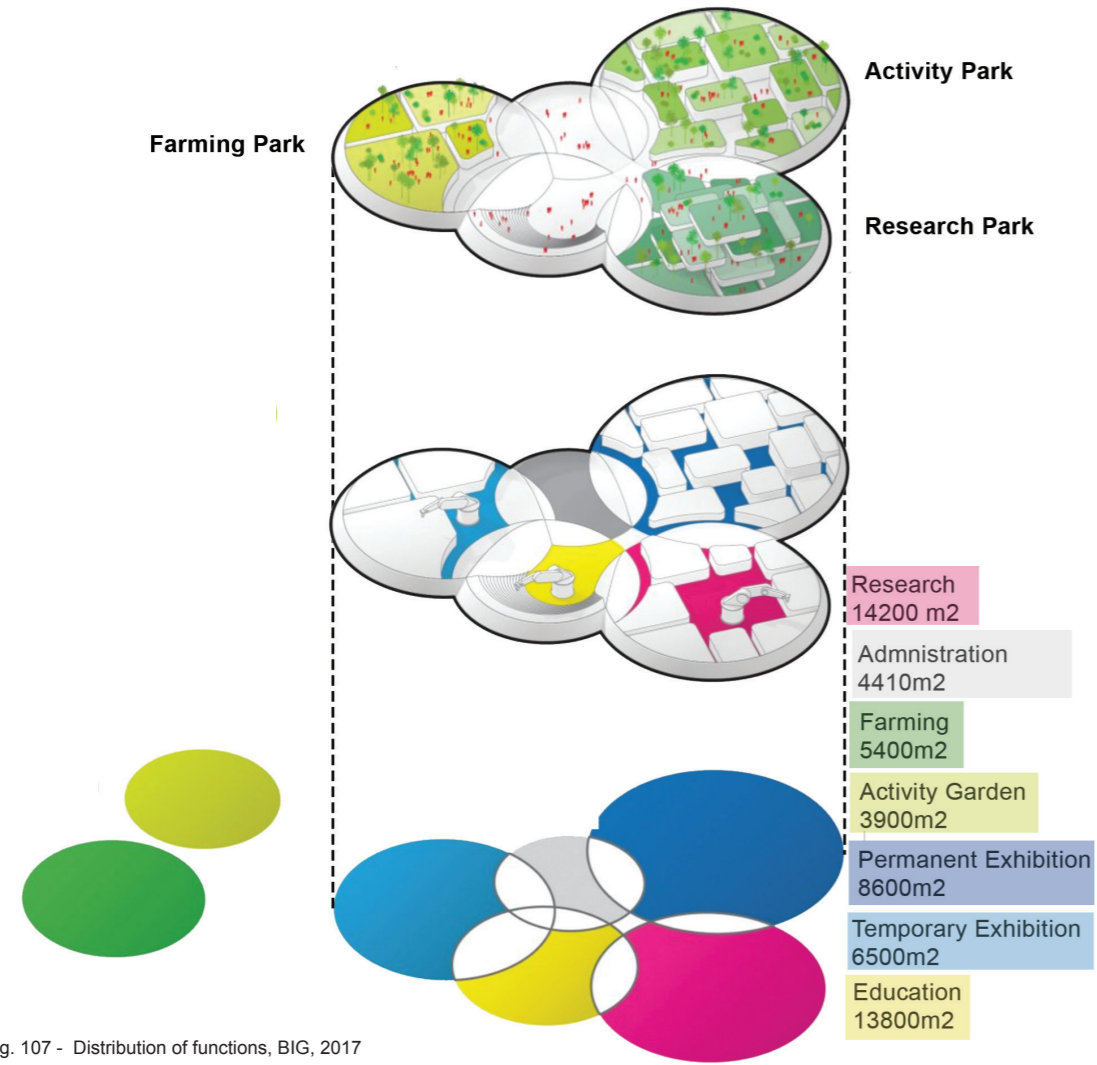 Activity Park
Farming Park
Research Park
Research
14200 m2
Admnistration
4410m2
Farming
5400m2
Activity Garden
3900m2
Permanent Exhibition
8600m2
Temporary Exhibition
6500m2
Education
13800m2
g. 107 - Distribution of functions, BIG, 2017